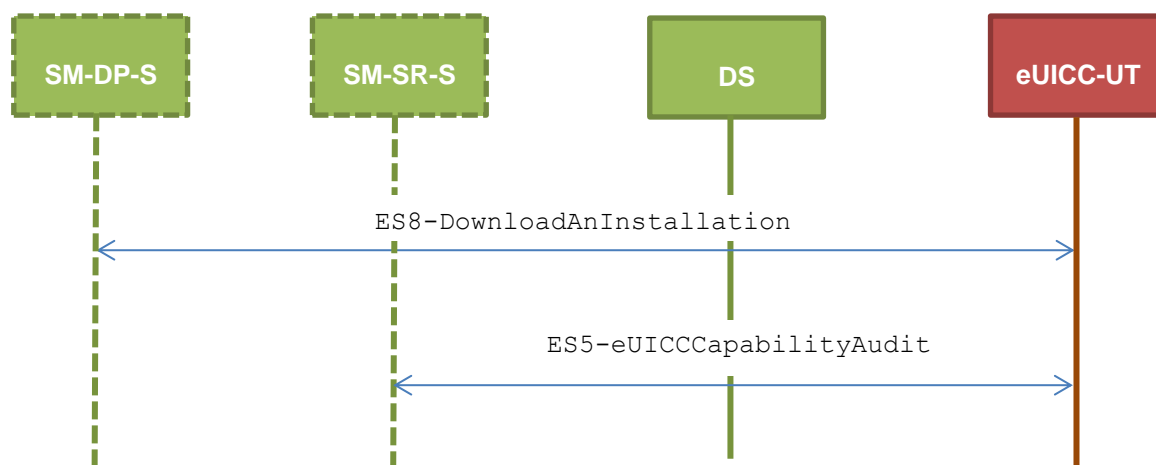 SM-DP-S
SM-SR-S
DS
eUICC-UT
ES8-DownloadAnInstallation
ES5-eUICCCapabilityAudit